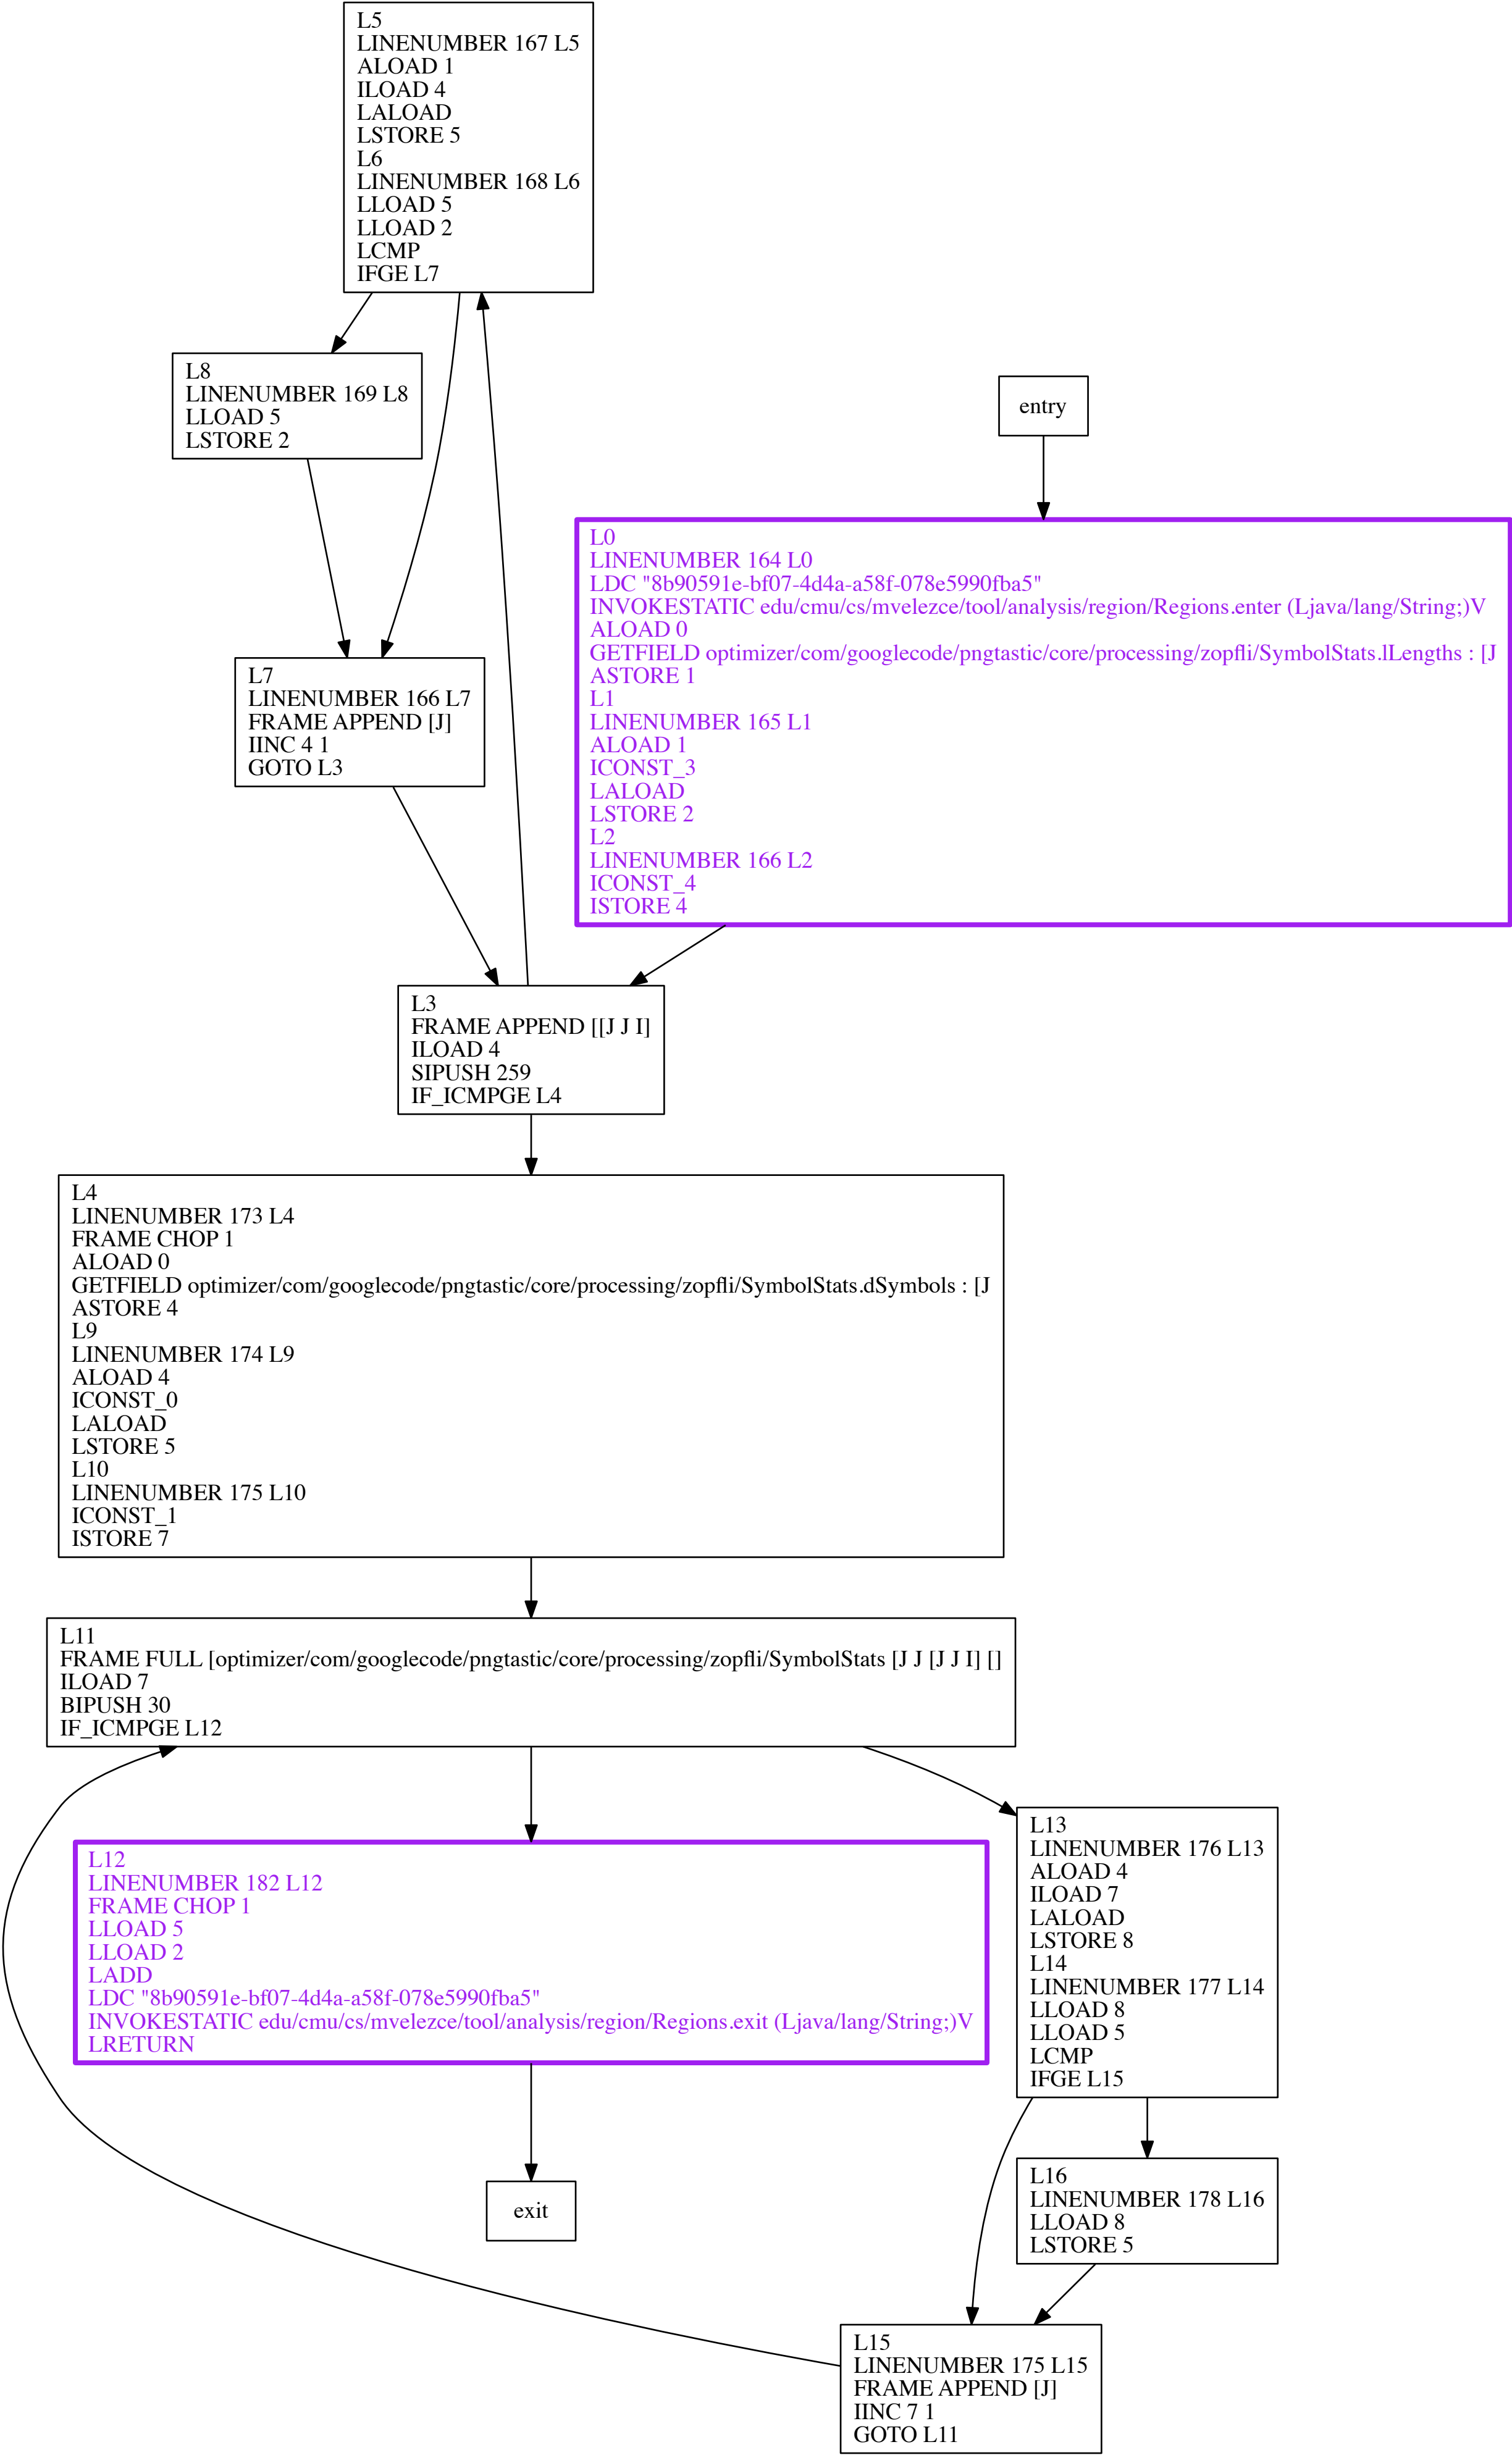 L5
LINENUMBER 167 L5
ALOAD 1
ILOAD 4
LALOAD
LSTORE 5
L6
LINENUMBER 168 L6
LLOAD 5
LLOAD 2
LCMP
IFGE L7
L8
LINENUMBER 169 L8
LLOAD 5
LSTORE 2
entry
L0
LINENUMBER 164 L0
LDC "8b90591e-bf07-4d4a-a58f-078e5990fba5"
INVOKESTATIC edu/cmu/cs/mvelezce/tool/analysis/region/Regions.enter (Ljava/lang/String;)V
ALOAD 0
GETFIELD optimizer/com/googlecode/pngtastic/core/processing/zopfli/SymbolStats.lLengths : [J
ASTORE 1
L1
LINENUMBER 165 L1
ALOAD 1
ICONST_3
LALOAD
LSTORE 2
L2
LINENUMBER 166 L2
ICONST_4
ISTORE 4
L7
LINENUMBER 166 L7
FRAME APPEND [J]
IINC 4 1
GOTO L3
L3
FRAME APPEND [[J J I]
ILOAD 4
SIPUSH 259
IF_ICMPGE L4
L4
LINENUMBER 173 L4
FRAME CHOP 1
ALOAD 0
GETFIELD optimizer/com/googlecode/pngtastic/core/processing/zopfli/SymbolStats.dSymbols : [J
ASTORE 4
L9
LINENUMBER 174 L9
ALOAD 4
ICONST_0
LALOAD
LSTORE 5
L10
LINENUMBER 175 L10
ICONST_1
ISTORE 7
L11
FRAME FULL [optimizer/com/googlecode/pngtastic/core/processing/zopfli/SymbolStats [J J [J J I] []
ILOAD 7
BIPUSH 30
IF_ICMPGE L12
L12
LINENUMBER 182 L12
FRAME CHOP 1
LLOAD 5
LLOAD 2
LADD
LDC "8b90591e-bf07-4d4a-a58f-078e5990fba5"
INVOKESTATIC edu/cmu/cs/mvelezce/tool/analysis/region/Regions.exit (Ljava/lang/String;)V
LRETURN
L13
LINENUMBER 176 L13
ALOAD 4
ILOAD 7
LALOAD
LSTORE 8
L14
LINENUMBER 177 L14
LLOAD 8
LLOAD 5
LCMP
IFGE L15
exit
L16
LINENUMBER 178 L16
LLOAD 8
LSTORE 5
L15
LINENUMBER 175 L15
FRAME APPEND [J]
IINC 7 1
GOTO L11